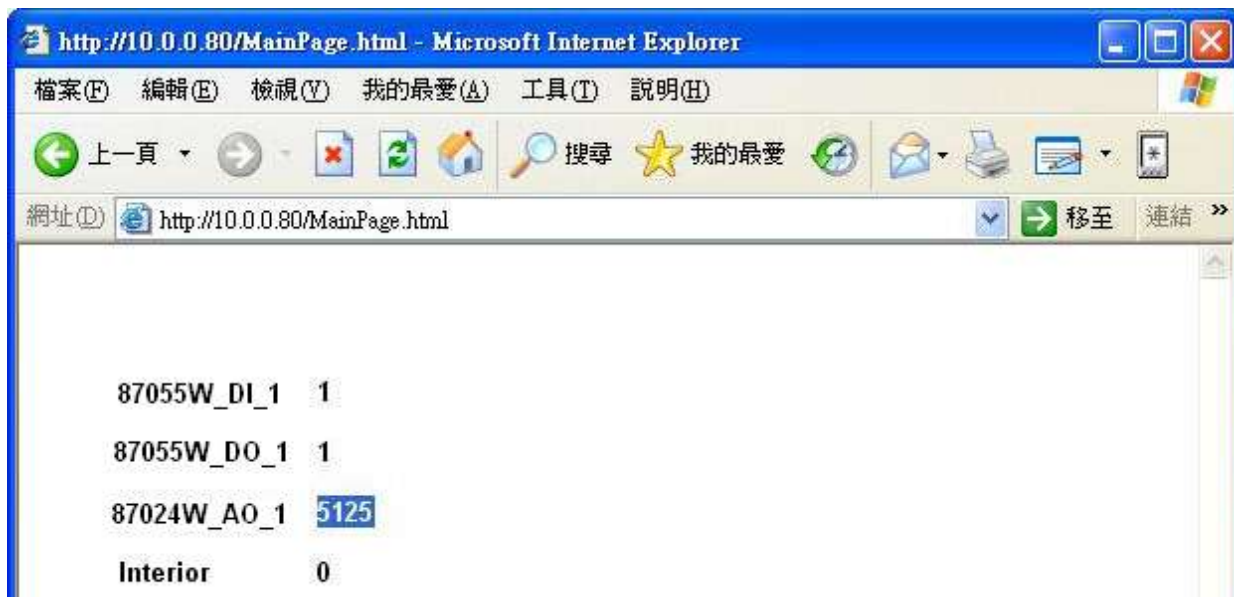 http://10.0.0.80/MainPage.html - Microsoft Internet Explorer
檔案(F) 編輯(E) 檢視(V) 我的最愛(A) 工具(T) 說明(H)
上一頁 搜尋 我的最愛
網址(D) http://10.0.0.80/MainPage.html 移至 連結 »
87055W_DI_1 1
87055W_DO_1 1
87024W_AO_1 5125
Interior 0